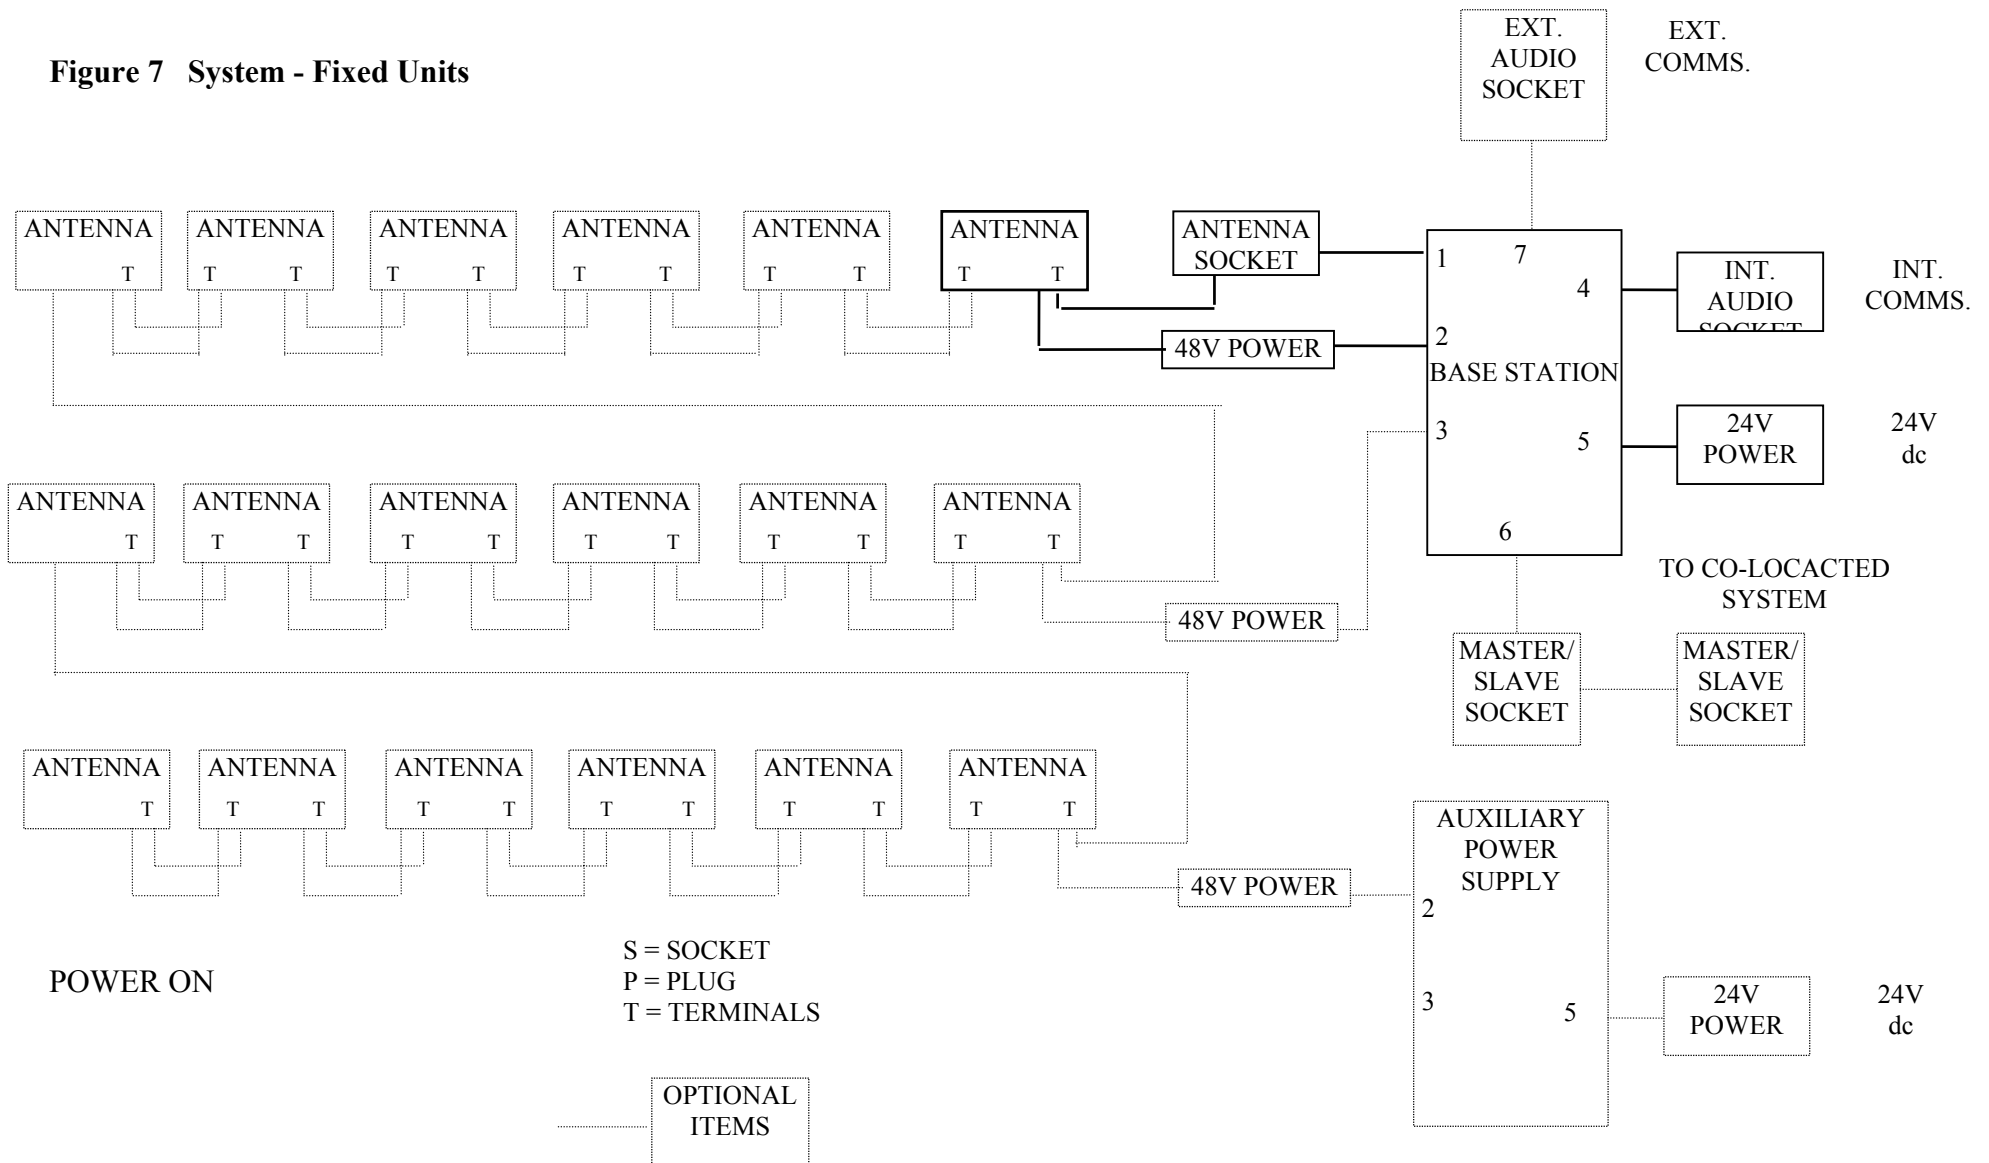 Figure 7   System - Fixed Units
EXT.
AUDIO
SOCKET
EXT.
COMMS.
ANTENNA
T
ANTENNA
T T
ANTENNA
T T
ANTENNA
T T
ANTENNA
T T
ANTENNA
T T
ANTENNA
SOCKET
48V POWER
1
7
4
2
BASE STATION
3
5
6
INT.
AUDIO
SOCKET
INT.
COMMS.
24V
POWER
24V
dc
ANTENNA
T
ANTENNA
T T
ANTENNA
T T
ANTENNA
T T
ANTENNA
T T
ANTENNA
T T
48V POWER
TO CO-LOCACTED
SYSTEM
MASTER/
SLAVE
SOCKET
MASTER/
SLAVE
SOCKET
ANTENNA
T
ANTENNA
T T
ANTENNA
T T
ANTENNA
T T
ANTENNA
T T
ANTENNA
T T
48V POWER
AUXILIARY
POWER
SUPPLY
2
3
5
24V
POWER
24V
dc
POWER ON
S = SOCKET
P = PLUG
T = TERMINALS
OPTIONAL
ITEMS